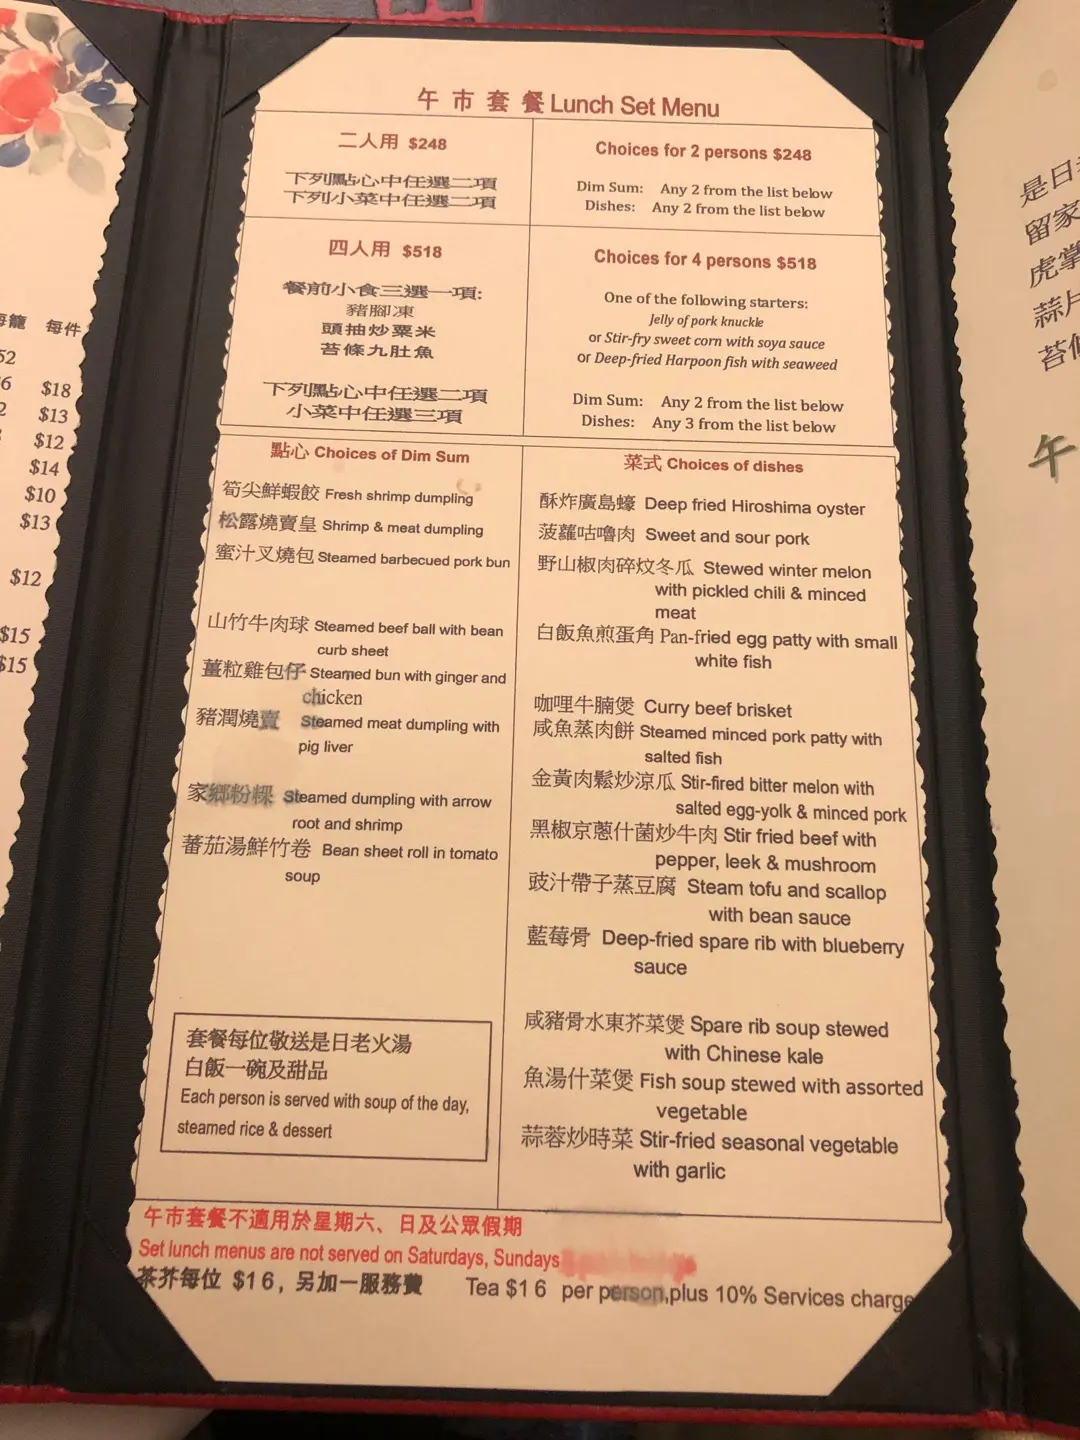 午市套餐 Lunch Set Menu
二人用 $248
下列點心中任選二項
下列小菜中任選二項
Choices for 2 persons $248
Dim Sum: Any 2 from the list below
Dishes: Any 2 from the list below
四人用 $518
餐前小食三選一項:
豬腳凍
頭抽炒粟米
苔條九肚魚
下列點心中任選二項
小菜中任選三項
Choices for 4 persons $518
One of the following starters:
Jelly of pork knuckle
or Stir-fry sweet corn with soya sauce
or Deep-fried Harpoon fish with seaweed
Dim Sum: Any 2 from the list below
Dishes: Any 3 from the list below
點心 Choices of Dim Sum
筍尖鮮蝦餃 Fresh shrimp dumpling
松露燒賣皇 Shrimp & meat dumpling
蜜汁叉燒包 Steamed barbecued pork bun
山竹牛肉球 Steamed beef ball with bean
curb sheet
薑粒雞包仔 Steamed bun with ginger and
chicken
豬潤燒賣 Steamed meat dumpling with
pig liver
家鄉粉粿 Steamed dumpling with arrow
root and shrimp
蕃茄湯鮮竹卷 Bean sheet roll in tomato
soup
套餐每位敬送是日老火湯
白飯一碗及甜品
Each person is served with soup of the day,
steamed rice & dessert
菜式 Choices of dishes
酥炸廣島蠔 Deep fried Hiroshima oyster
菠蘿咕嚕肉 Sweet and sour pork
野山椒肉碎炆冬瓜 Stewed winter melon
with pickled chili & minced
meat
白飯魚煎蛋角 Pan-fried egg patty with small
white fish
咖哩牛腩煲 Curry beef brisket
咸魚蒸肉餅 Steamed minced pork patty with
salted fish
金黃肉鬆炒涼瓜 Stir-fired bitter melon with
salted egg-yolk & minced pork
黑椒京蔥什菌炒牛肉 Stir fried beef with
pepper, leek & mushroom
豉汁帶子蒸豆腐 Steam tofu and scallop
with bean sauce
藍莓骨 Deep-fried spare rib with blueberry
sauce
咸豬骨水東芥菜煲 Spare rib soup stewed
with Chinese kale
魚湯什菜煲 Fish soup stewed with assorted
vegetable
蒜蓉炒時菜 Stir-fried seasonal vegetable
with garlic
午市套餐不適用於星期六、日及公眾假期
Set lunch menus are not served on Saturdays, Sundays
茶芥每位 $16, 另加一服務費 Tea $16 per person,plus 10% Services charge
每件
$18
$13
$12
$14
$10
$13
$12
$15
$15
是日
留家
虎掌
蒜片
苔條
午